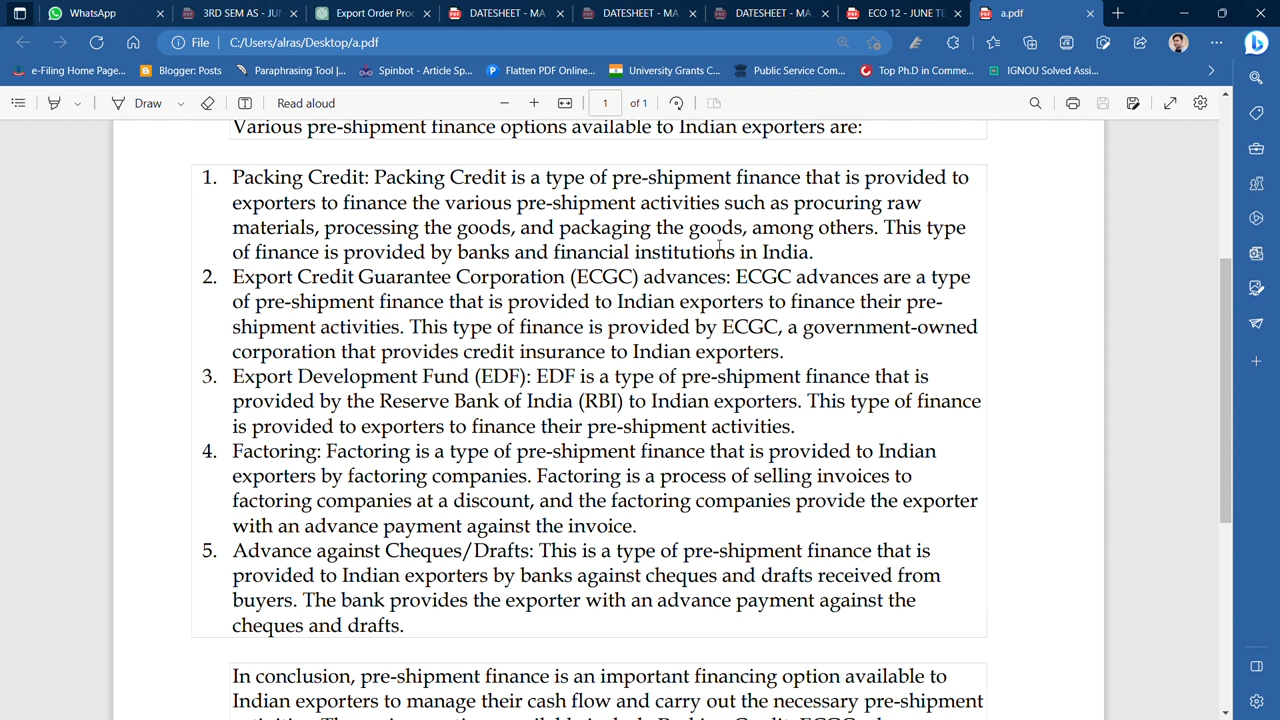 WhatsApp
3RD SEM AS - JUN
Export Order Proc
DATESHEET - MA
DATESHEET - MA
DATESHEET - MA
ECO 12 - JUNE TE
a.pdf
File
C:/Users/alras/Desktop/a.pdf
e-Filing Home Page...
Blogger: Posts
Paraphrasing Tool |...
Spinbot - Article Sp...
Flatten PDF Online...
University Grants C...
Public Service Com...
Top Ph.D in Comme...
IGNOU Solved Assi...
Draw
Read aloud
1 of 1
Various pre-shipment finance options available to Indian exporters are:
1. Packing Credit: Packing Credit is a type of pre-shipment finance that is provided to
exporters to finance the various pre-shipment activities such as procuring raw
materials, processing the goods, and packaging the goods, among others. This type
of finance is provided by banks and financial institutions in India.
2. Export Credit Guarantee Corporation (ECGC) advances: ECGC advances are a type
of pre-shipment finance that is provided to Indian exporters to finance their pre-
shipment activities. This type of finance is provided by ECGC, a government-owned
corporation that provides credit insurance to Indian exporters.
3. Export Development Fund (EDF): EDF is a type of pre-shipment finance that is
provided by the Reserve Bank of India (RBI) to Indian exporters. This type of finance
is provided to exporters to finance their pre-shipment activities.
4. Factoring: Factoring is a type of pre-shipment finance that is provided to Indian
exporters by factoring companies. Factoring is a process of selling invoices to
factoring companies at a discount, and the factoring companies provide the exporter
with an advance payment against the invoice.
5. Advance against Cheques/Drafts: This is a type of pre-shipment finance that is
provided to Indian exporters by banks against cheques and drafts received from
buyers. The bank provides the exporter with an advance payment against the
cheques and drafts.
In conclusion, pre-shipment finance is an important financing option available to
Indian exporters to manage their cash flow and carry out the necessary pre-shipment